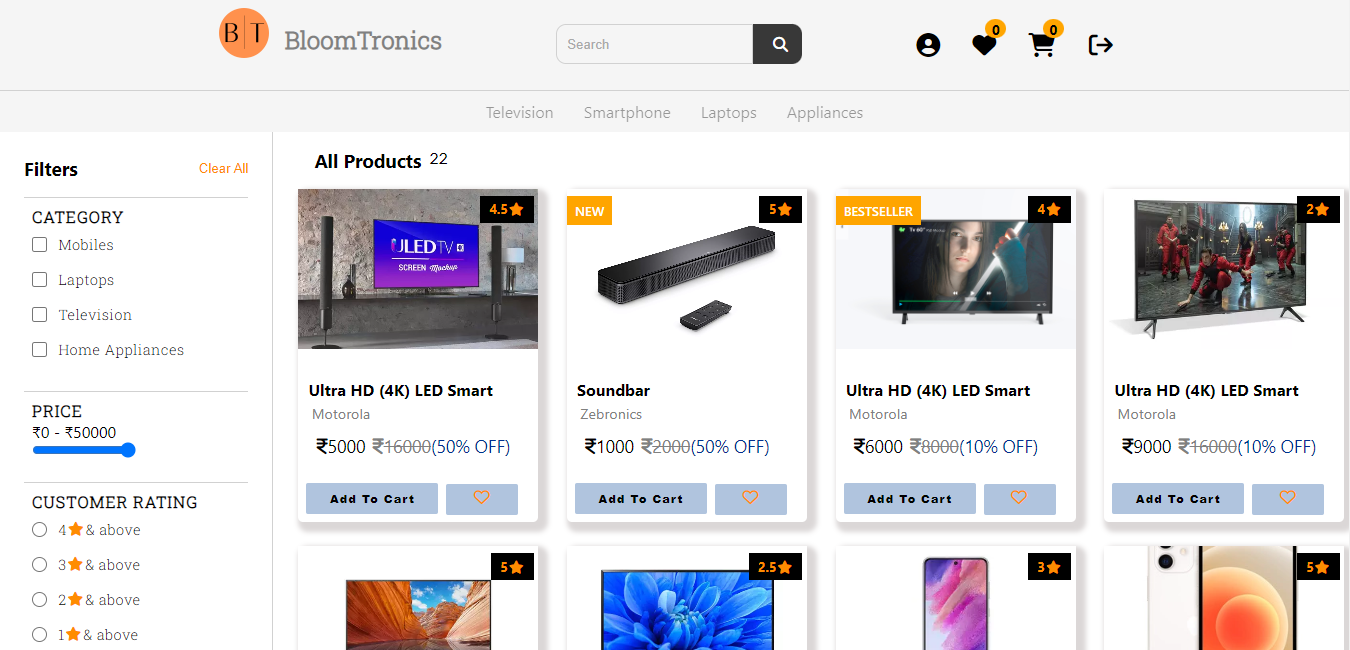 B|T
BloomTronics
Search
0
0
Television Smartphone Laptops Appliances
Filters
Clear All
CATEGORY
Mobiles
Laptops
Television
Home Appliances
PRICE
₹0 - ₹50000
CUSTOMER RATING
4★& above
3★& above
2★& above
1★& above
All Products 22
4.5★
ULED TV
SCREEN Mockup
Ultra HD (4K) LED Smart
Motorola
₹5000 ₹16000(50% OFF)
Add To Cart
NEW
5★
Soundbar
Zebronics
₹1000 ₹2000(50% OFF)
Add To Cart
BESTSELLER
4★
Ultra HD (4K) LED Smart
Motorola
₹6000 ₹8000(10% OFF)
Add To Cart
2★
Ultra HD (4K) LED Smart
Motorola
₹9000 ₹16000(10% OFF)
Add To Cart
5★
2.5★
3★
5★